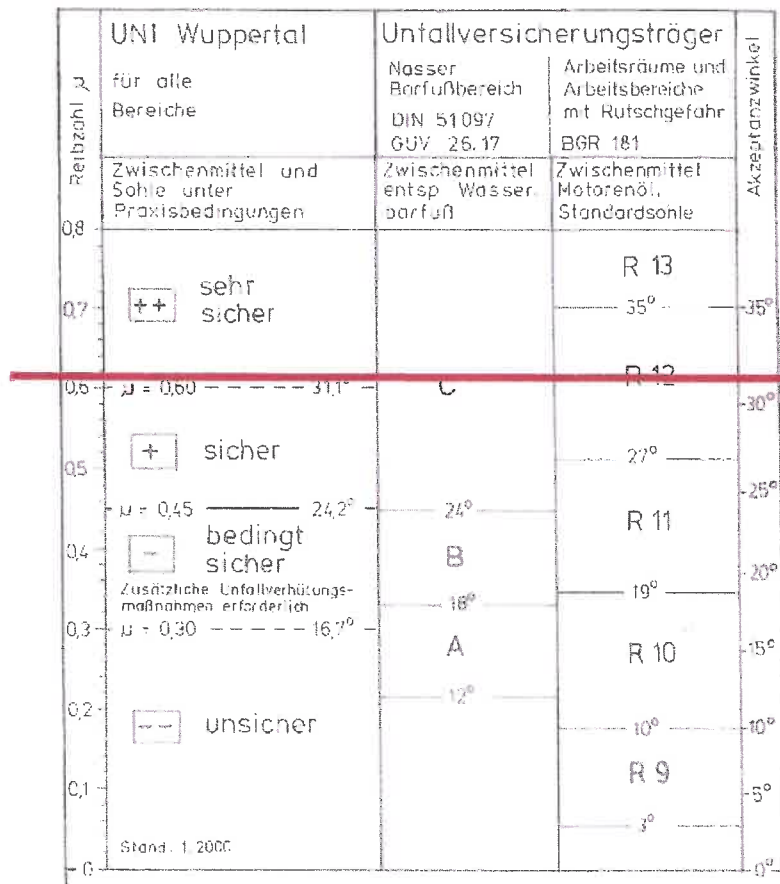 UNI Wuppertal
für alle
Bereiche
Zwischenmittel und
Sohle unter
Praxisbedingungen
Unfallversicherungsträger
Nasser
Barfußbereich
DIN 51097
GUV 26.17
Zwischenmittel
entsp Wasser
barfuß
Arbeitsräume und
Arbeitsbereiche
mit Rutschgefahr
BGR 181
Zwischenmittel
Motorenöl,
Standardsohle
Reibzahl µ
0,8
0,7
0,6
0,5
0,4
0,3
0,2
0,1
0
++ sehr
sicher
µ = 0,60 31,1°
+ sicher
µ = 0,45 24,2°
- bedingt
sicher
Zusätzliche Unfallverhütungs-
maßnahmen erforderlich
µ = 0,30 16,7°
-- unsicher
Stand. 1.2000
C
24°
B
18°
A
12°
R 13
35°
R 12
27°
R 11
19°
R 10
10°
R 9
3°
Akzeptanzwinkel
35°
30°
25°
20°
15°
10°
5°
0°